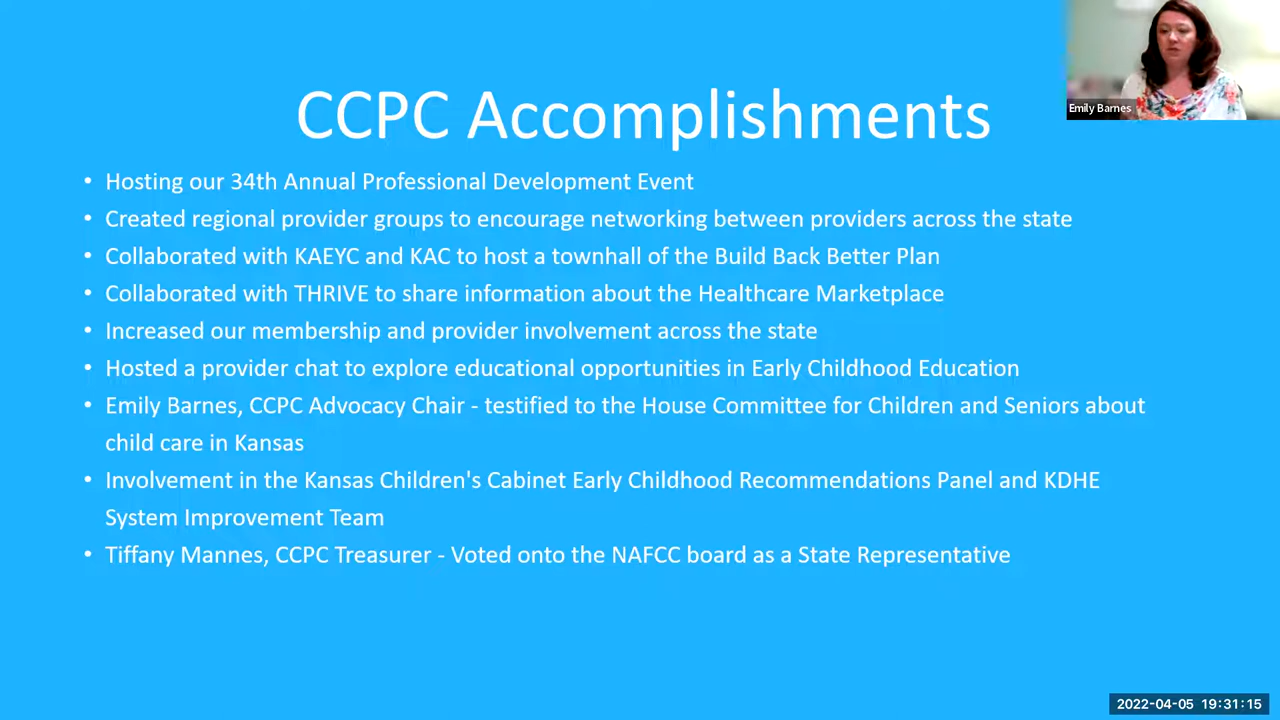 Emily Barnes
CCPC Accomplishments
• Hosting our 34th Annual Professional Development Event
• Created regional provider groups to encourage networking between providers across the state
• Collaborated with KAEYC and KAC to host a townhall of the Build Back Better Plan
• Collaborated with THRIVE to share information about the Healthcare Marketplace
• Increased our membership and provider involvement across the state
• Hosted a provider chat to explore educational opportunities in Early Childhood Education
• Emily Barnes, CCPC Advocacy Chair - testified to the House Committee for Children and Seniors about
child care in Kansas
• Involvement in the Kansas Children's Cabinet Early Childhood Recommendations Panel and KDHE
System Improvement Team
• Tiffany Mannes, CCPC Treasurer - Voted onto the NAFCC board as a State Representative
2022-04-05 19:31:15